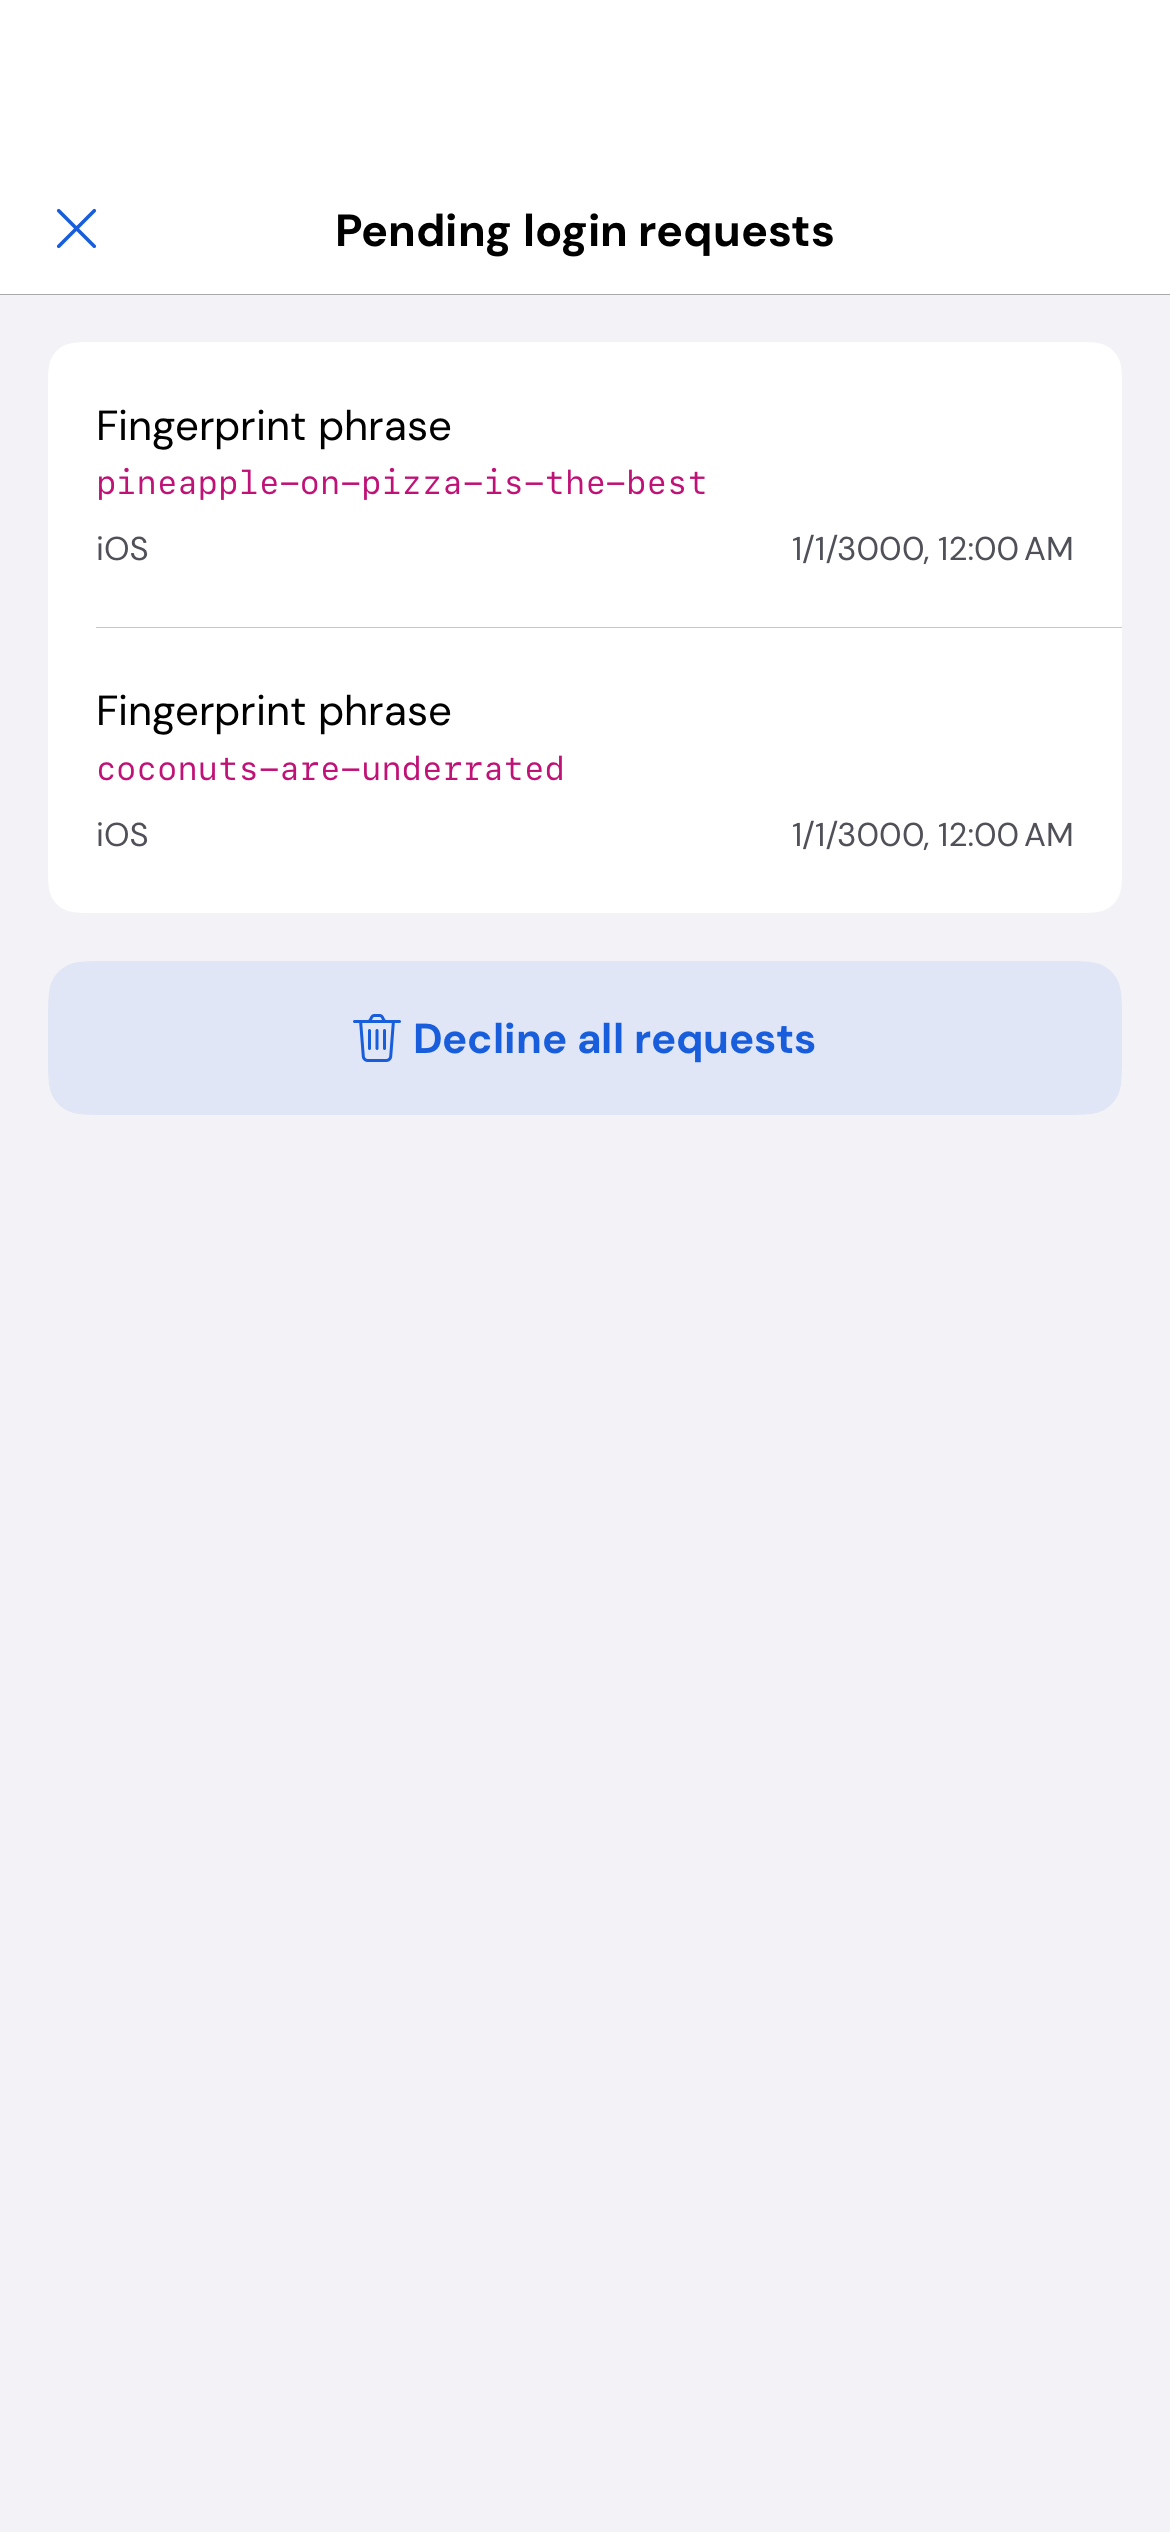 Pending login requests
Fingerprint phrase
pineapple-on-pizza-is-the-best
iOS 1/1/3000, 12:00 AM
Fingerprint phrase
coconuts-are-underrated
iOS 1/1/3000, 12:00 AM
Decline all requests